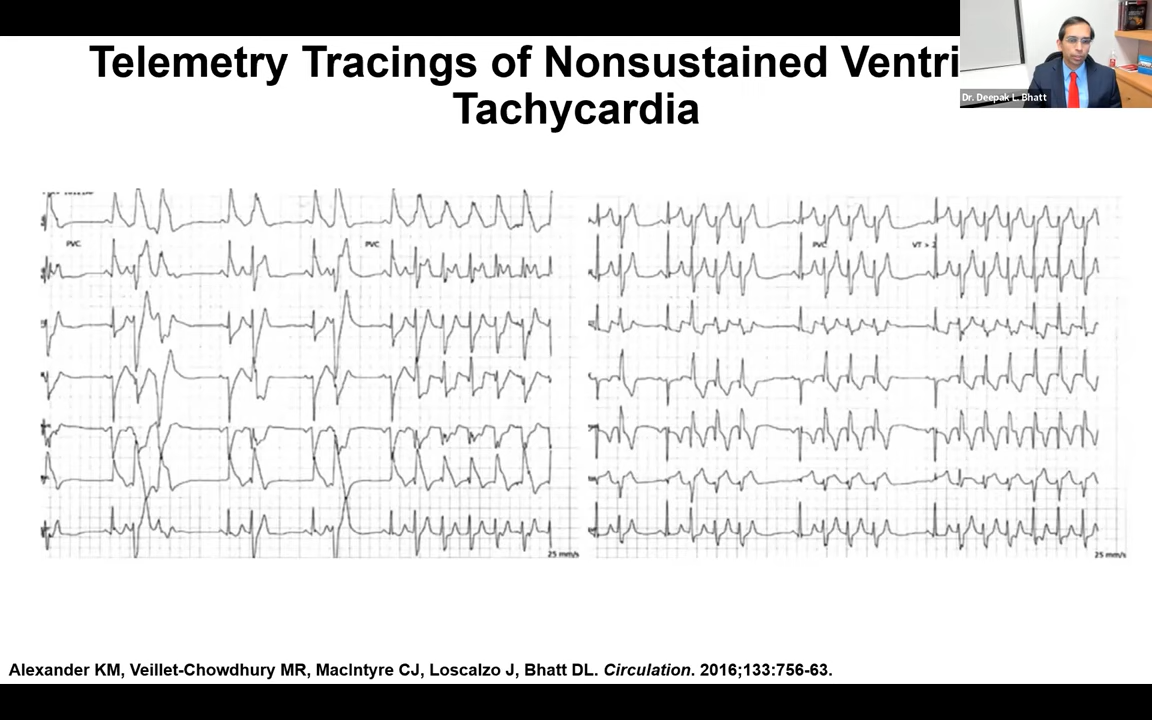 Telemetry Tracings of Nonsustained Ventri
Tachycardia
Dr. Deepak L. Bhatt
PVC
PVC
PVC
VT >
25 mm/s
25 mm/s
Alexander KM, Veillet-Chowdhury MR, MacIntyre CJ, Loscalzo J, Bhatt DL. Circulation. 2016;133:756-63.